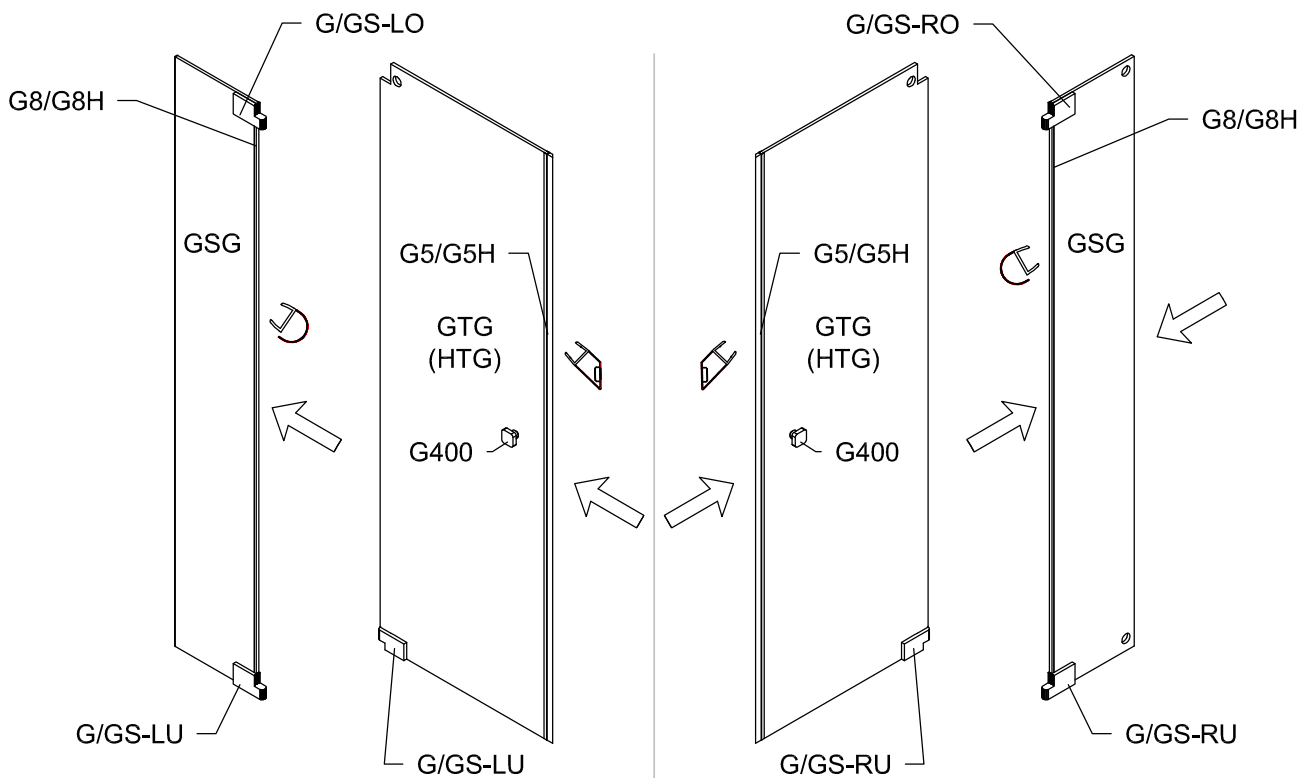 G/GS-LO
G/GS-RO
G8/G8H
G8/G8H
GSG
G5/G5H
G5/G5H
GSG
GTG
(HTG)
GTG
(HTG)
G400
G400
G/GS-LU
G/GS-LU
G/GS-RU
G/GS-RU